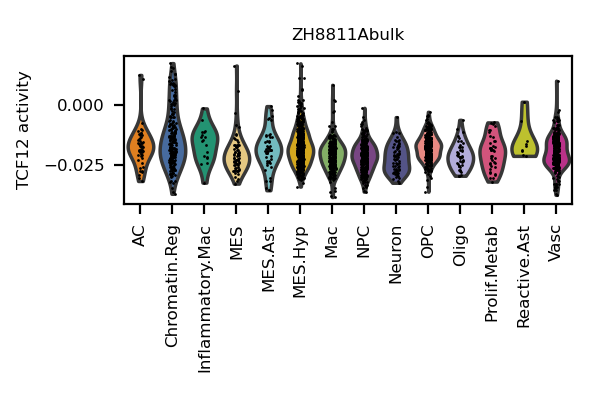 ZH8811Abulk
TCF12 activity
0.000
−0.025
AC
Chromatin.Reg
Inflammatory.Mac
MES
MES.Ast
MES.Hyp
Mac
NPC
Neuron
OPC
Oligo
Prolif.Metab
Reactive.Ast
Vasc